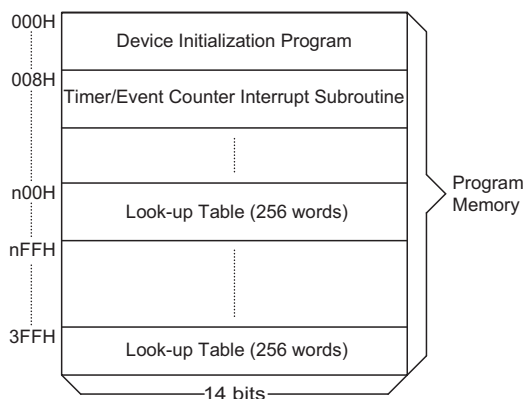 000H
Device Initialization Program
008H
Timer/Event Counter Interrupt Subroutine
n00H
Look-up Table (256 words)
nFFH
Program
Memory
3FFH
Look-up Table (256 words)
14 bits